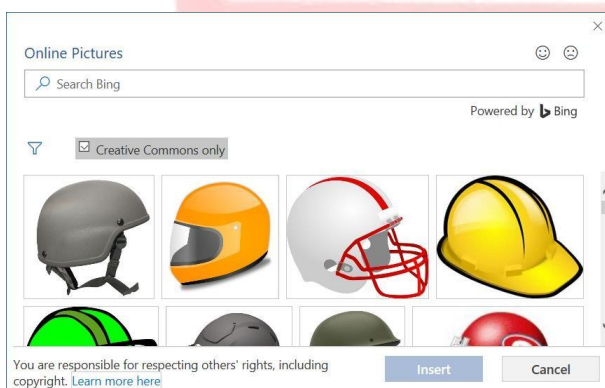 Online Pictures
Search Bing
Powered by Bing
Creative Commons only
You are responsible for respecting others' rights, including
copyright. Learn more here
Insert
Cancel